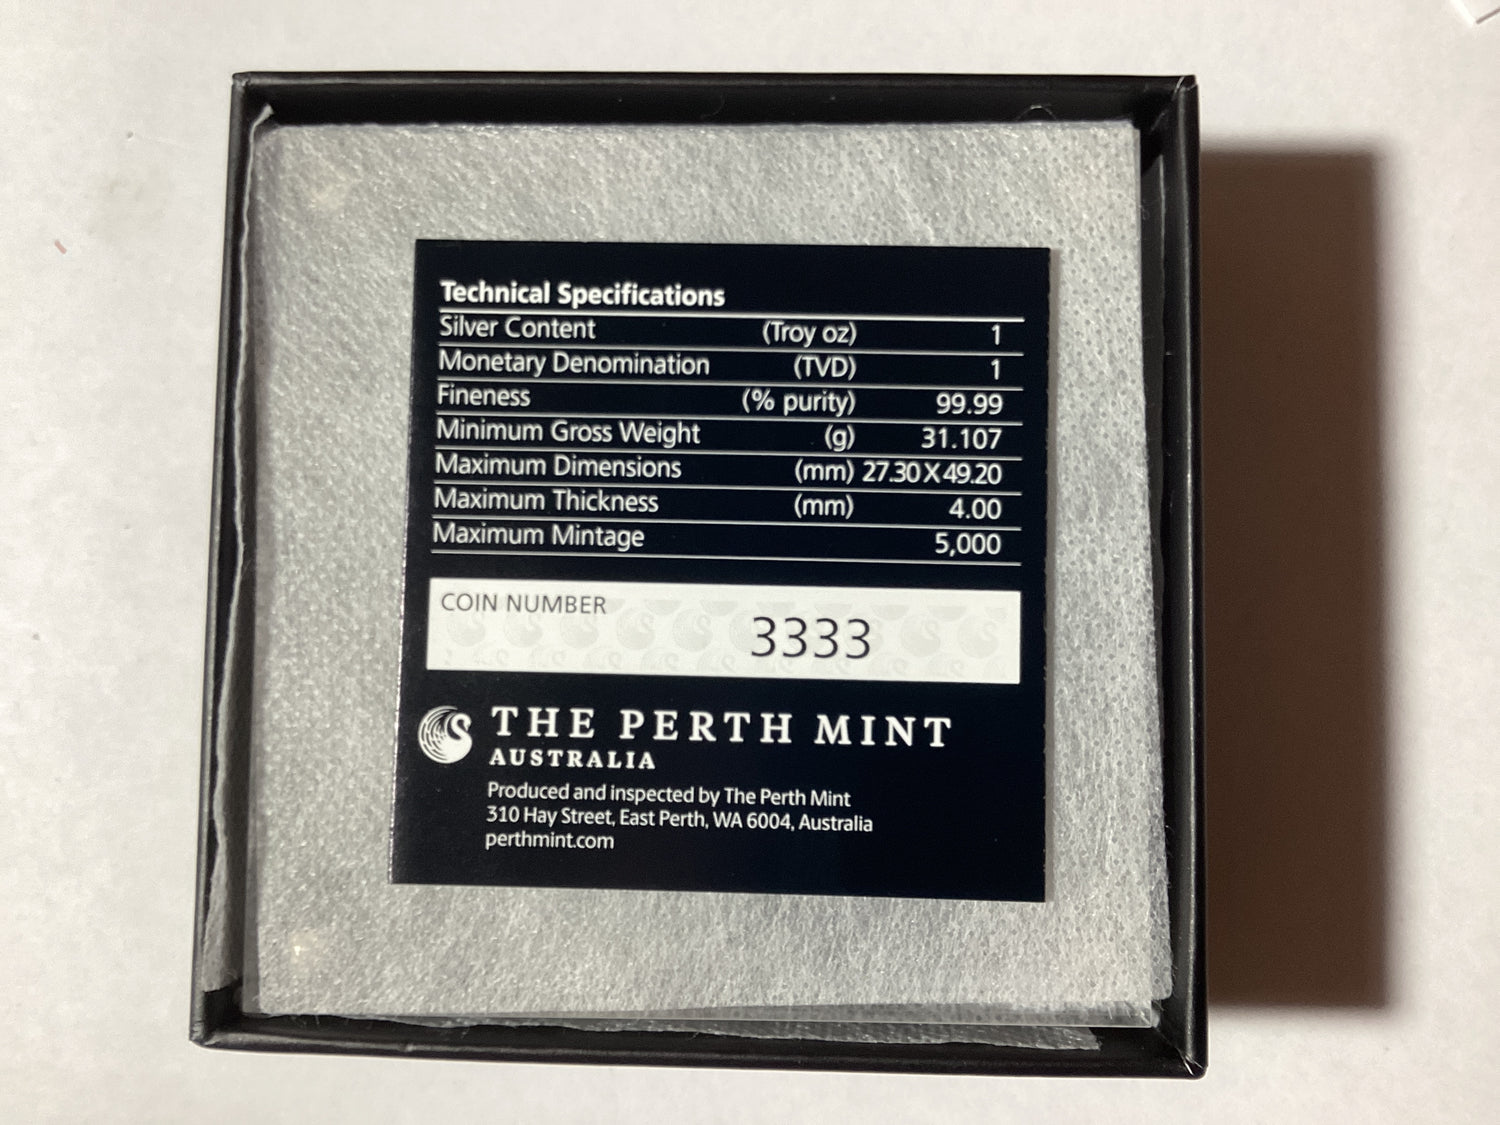 Technical Specifications
Silver Content (Troy oz) 1
Monetary Denomination (TVD) 1
Fineness (% purity) 99.99
Minimum Gross Weight (g) 31.107
Maximum Dimensions (mm) 27.30 X 49.20
Maximum Thickness (mm) 4.00
Maximum Mintage 5,000
COIN NUMBER
3333
THE PERTH MINT
AUSTRALIA
Produced and inspected by The Perth Mint
310 Hay Street, East Perth, WA 6004, Australia
perthmint.com